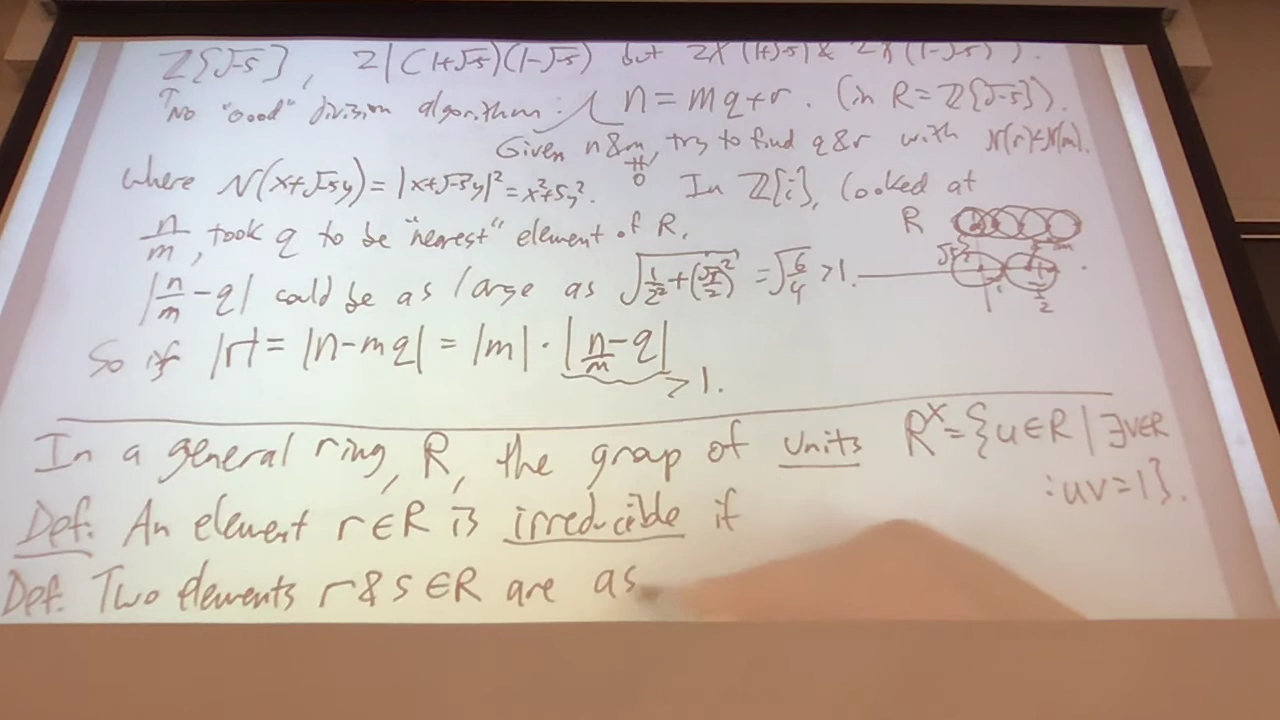 ℤ[√-5], 2|(1+√-5)(1-√-5) but 2∤(1+√-5) & 2∤(1-√-5).
↑No "good" division algorithm: n = mq+r. (in R=ℤ[√-5]).
Given n&m, try to find q&r with N(r)<N(m).
≠0
where N(x+√-5y)=|x+√-5y|²=x²+5y². In ℤ[i], looked at
n/m, took q to be "nearest" element of R. R
|n/m - q| could be as large as √(1/2²+(√5/2)²) = √(6/4) >1.
So if |r| = |n-mq| = |m|·|n/m - q|
>1.
In a general ring, R, the group of units R^× = {u∈R | ∃v∈R
: uv=1}.
Def. An element r∈R is irreducible if
Def. Two elements r & s ∈R are as